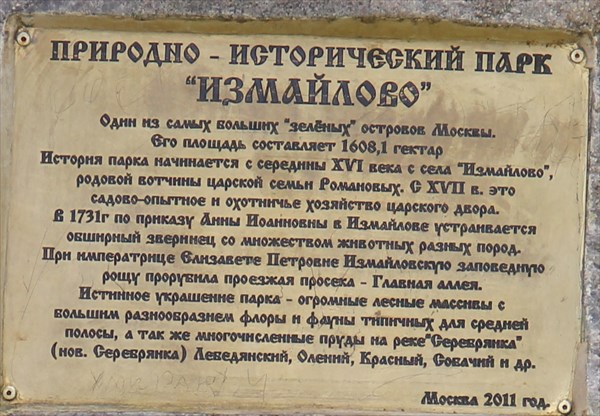 ПРИРОДНО - ИСТОРИЧЕСКИЙ ПАРК
"ИЗМАЙЛОВО"
Один из самых больших "зелёных" островов Москвы.
Его площадь составляет 1608,1 гектар
История парка начинается с середины XVI века с села "Измайлово",
родовой вотчины царской семьи Романовых. С XVII в. это
садово-опытное и охотничье хозяйство царского двора.
В 1731г по приказу Анны Иоанновны в Измайлове устраивается
обширный зверинец со множеством животных разных пород.
При императрице Елизавете Петровне Измайловскую заповедную
рощу прорубила проезжая просека - Главная аллея.
Истинное украшение парка - огромные лесные массивы с
большим разнообразием флоры и фауны типичных для средней
полосы, а так же многочисленные пруды на реке"Серебрянка"
(нов. Серебрянка) Лебедянский, Олений, Красный, Собачий и др.
Москва 2011 год.